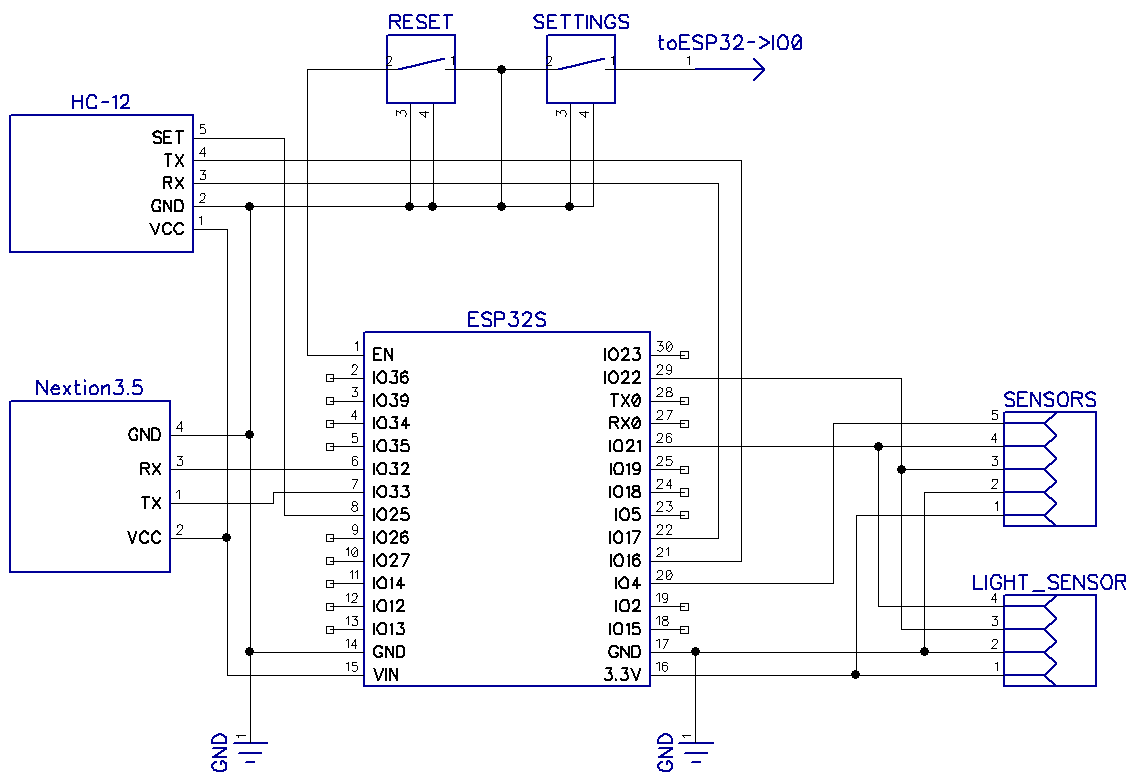 RESET
SETTINGS
toESP32->IO0
2 1
2 1
1
3 4
3 4
HC-12
SET 5
TX 4
RX 3
GND 2
VCC 1
ESP32S
1 EN
2 IO36
3 IO39
4 IO34
5 IO35
6 IO32
7 IO33
8 IO25
9 IO26
10 IO27
11 IO14
12 IO12
13 IO13
14 GND
15 VIN
IO23 30
IO22 29
TX0 28
RX0 27
IO21 26
IO19 25
IO18 24
IO5 23
IO17 22
IO16 21
IO4 20
IO2 19
IO15 18
GND 17
3.3V 16
Nextion3.5
GND 4
RX 3
TX 1
VCC 2
SENSORS
5
4
3
2
1
LIGHT_SENSOR
4
3
2
1
GND 1
GND 1